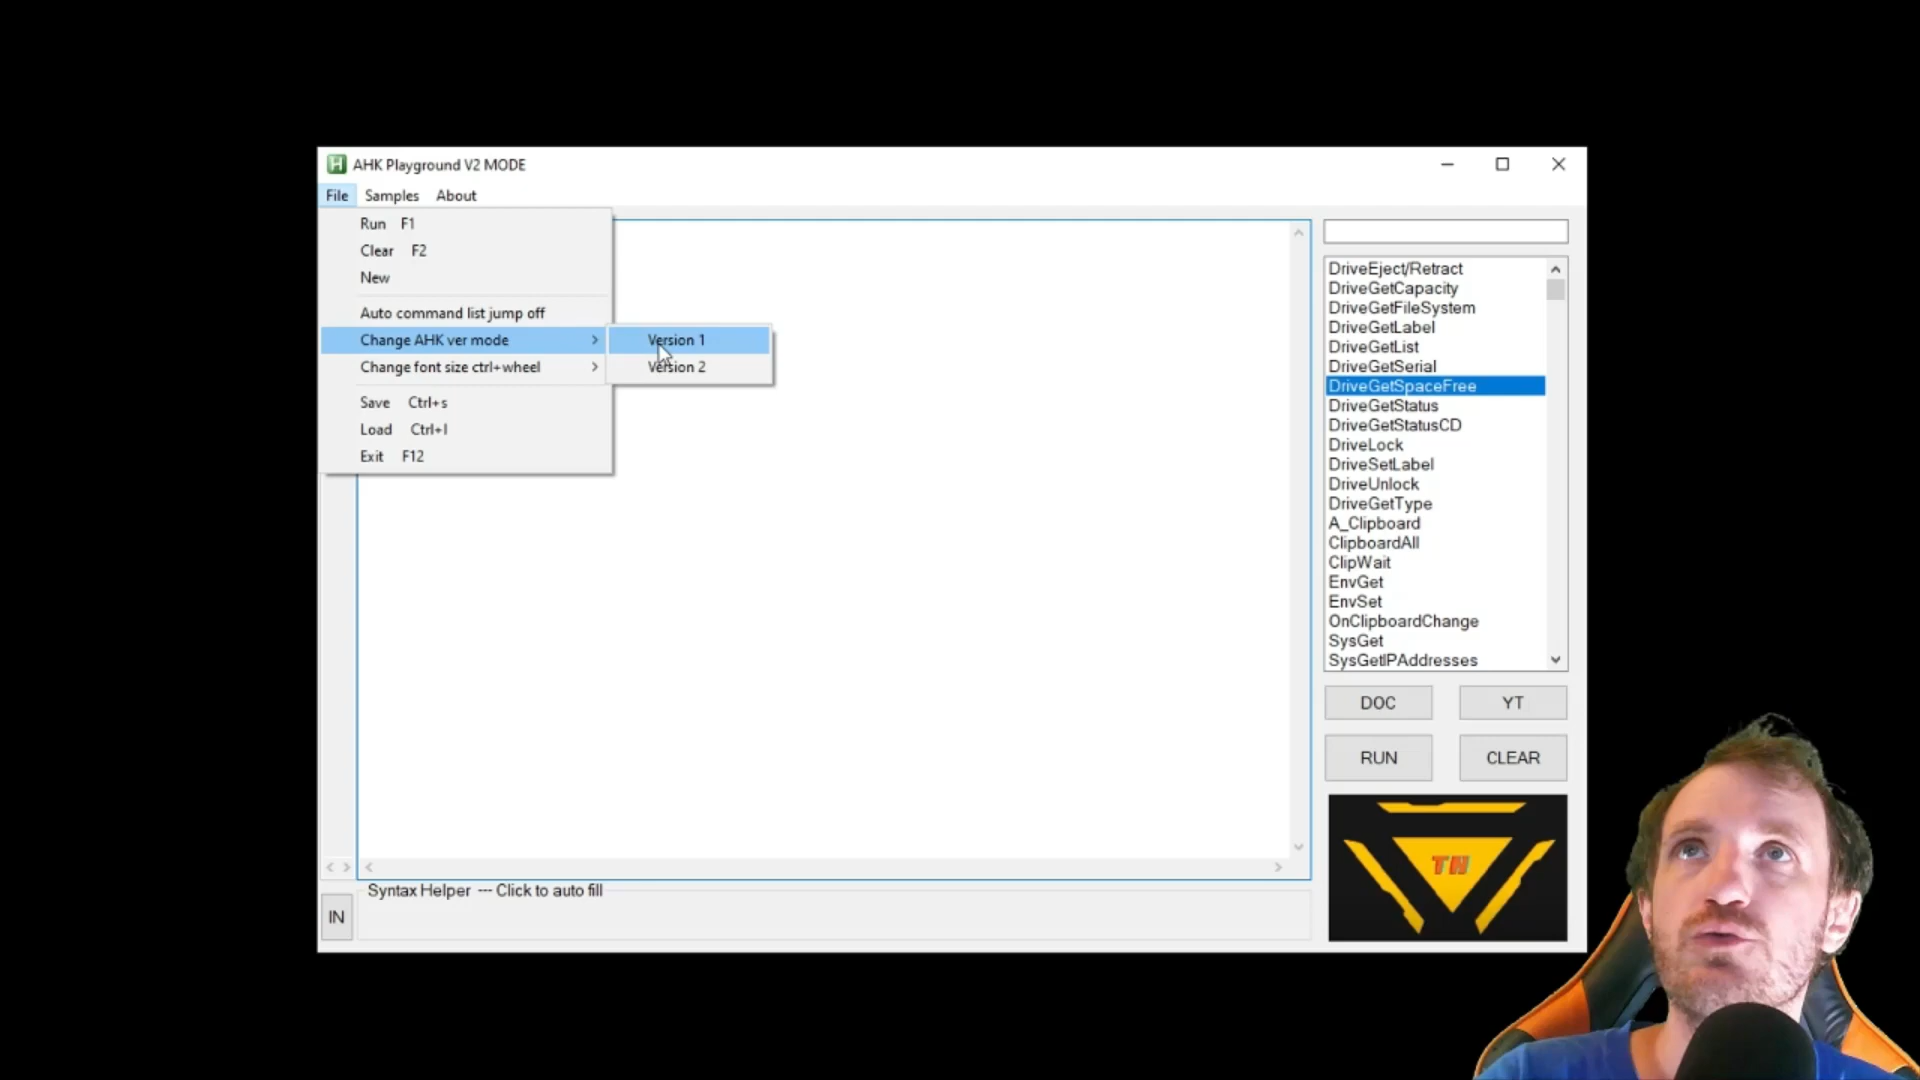 AHK Playground V2 MODE
File Samples About
Run F1
Clear F2
New
Auto command list jump off
Change AHK ver mode
Version 1
Version 2
Change font size ctrl+wheel
Save Ctrl+s
Load Ctrl+l
Exit F12
DriveEject/Retract
DriveGetCapacity
DriveGetFileSystem
DriveGetLabel
DriveGetList
DriveGetSerial
DriveGetSpaceFree
DriveGetStatus
DriveGetStatusCD
DriveLock
DriveSetLabel
DriveUnlock
DriveGetType
A_Clipboard
ClipboardAll
ClipWait
EnvGet
EnvSet
OnClipboardChange
SysGet
SysGetIPAddresses
DOC YT
RUN CLEAR
TH
Syntax Helper --- Click to auto fill
IN